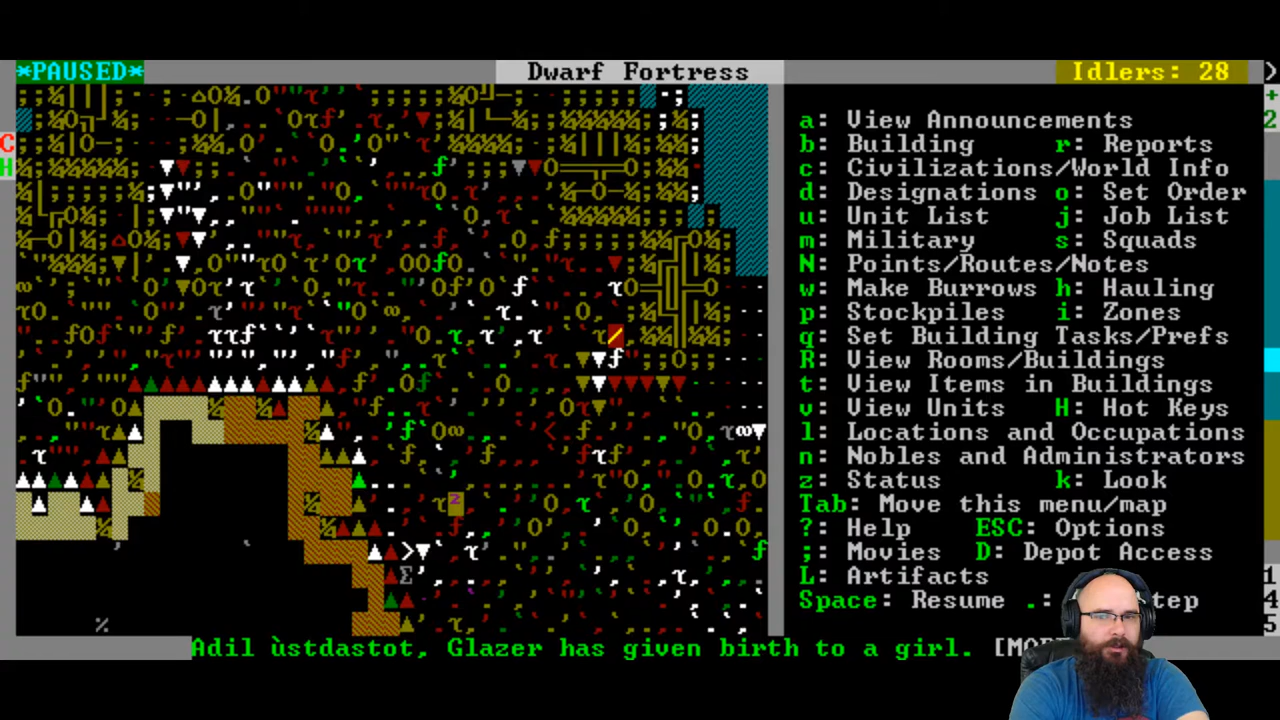 *PAUSED*
Dwarf Fortress
Idlers: 28
a: View Announcements
b: Building r: Reports
c: Civilizations/World Info
d: Designations o: Set Order
u: Unit List j: Job List
m: Military s: Squads
N: Points/Routes/Notes
w: Make Burrows h: Hauling
p: Stockpiles i: Zones
q: Set Building Tasks/Prefs
R: View Rooms/Buildings
t: View Items in Buildings
v: View Units H: Hot Keys
l: Locations and Occupations
n: Nobles and Administrators
z: Status k: Look
Tab: Move this menu/map
?: Help ESC: Options
;: Movies D: Depot Access
L: Artifacts
Space: Resume .: tep
Adil ùstdastot, Glazer has given birth to a girl.